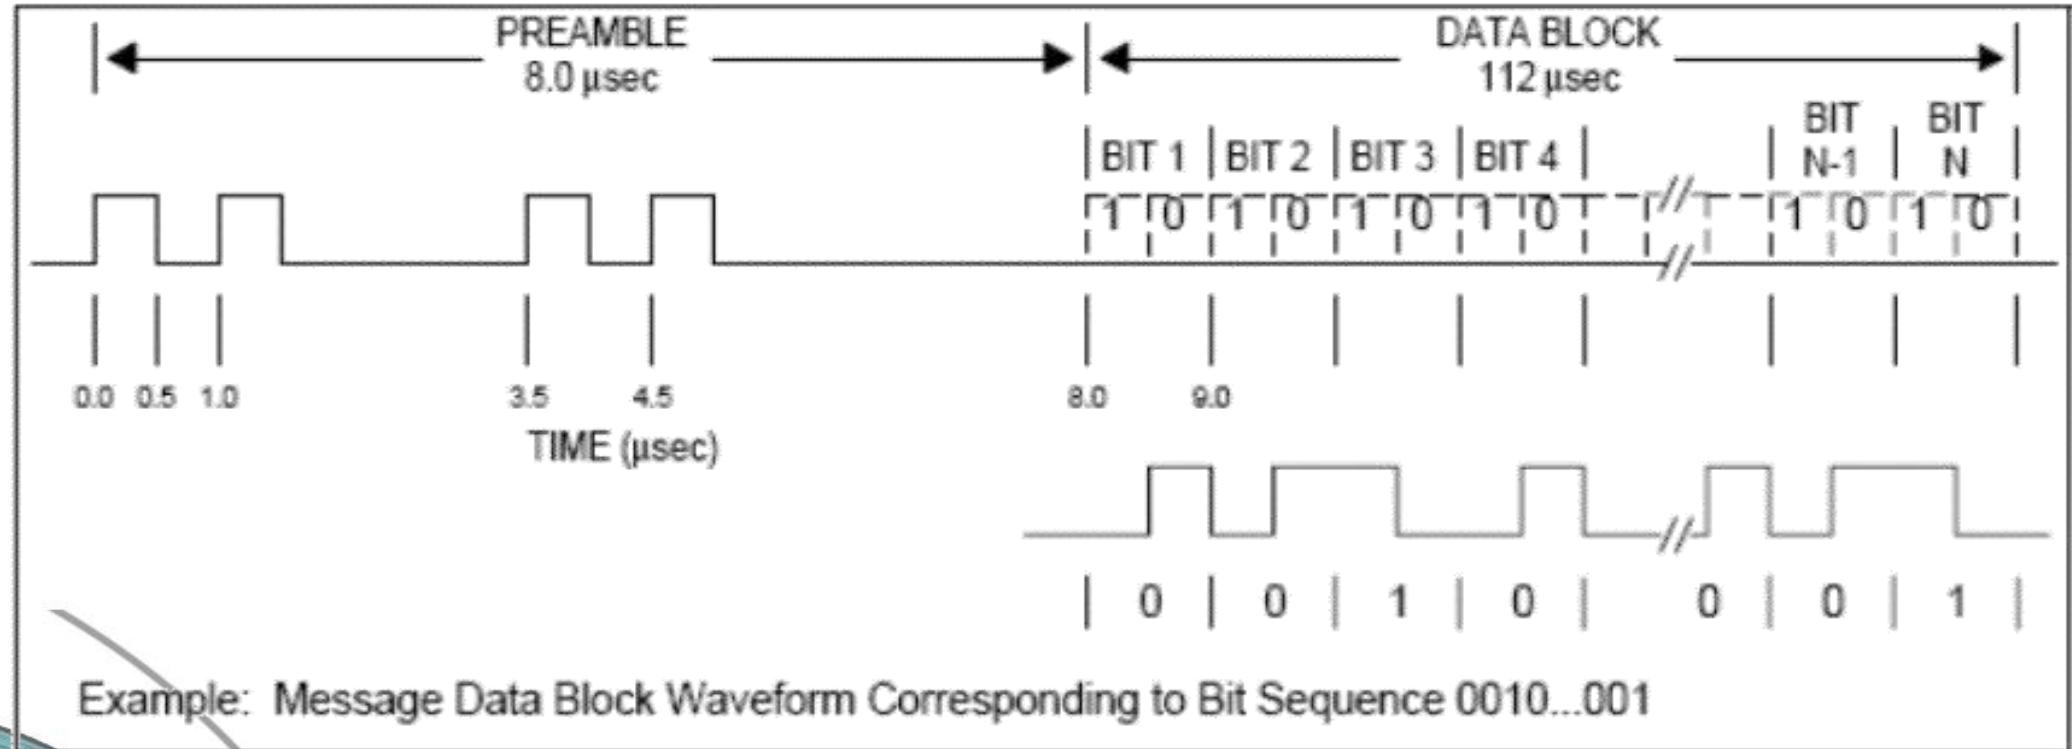 PREAMBLE
8.0 µsec
DATA BLOCK
112 µsec
BIT 1 BIT 2 BIT 3 BIT 4 BIT N-1 BIT N
1 0 1 0 1 0 1 0 1 0 1 0
0.0 0.5 1.0 3.5 4.5 8.0 9.0
TIME (µsec)
0 0 1 0 0 0 1
Example: Message Data Block Waveform Corresponding to Bit Sequence 0010...001